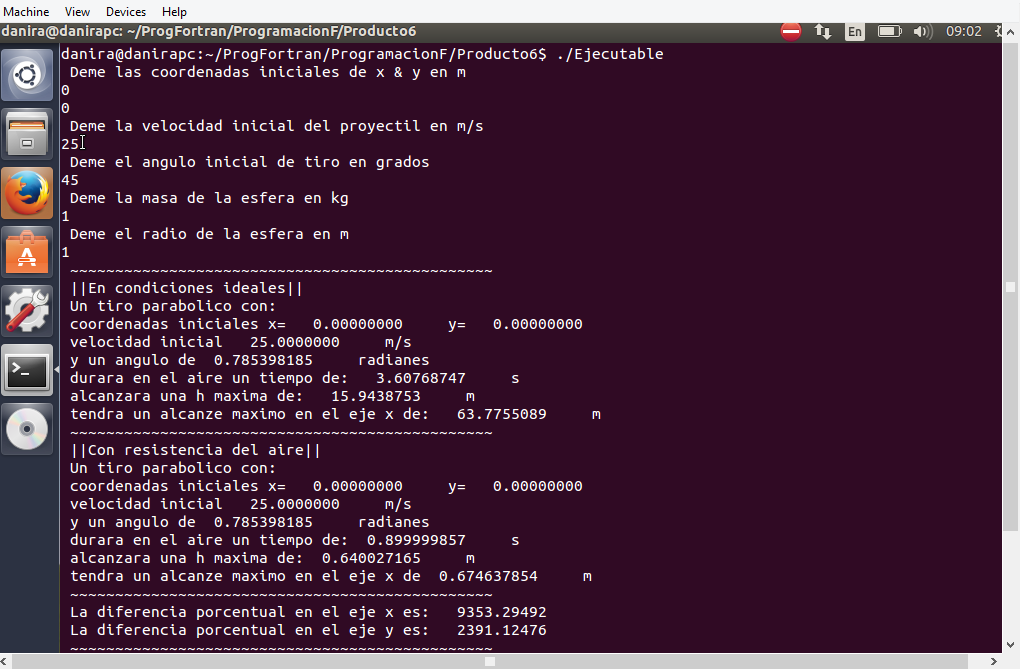 Machine View Devices Help
danira@danirapc: ~/ProgFortran/ProgramacionF/Producto6 En 09:02
danira@danirapc:~/ProgFortran/ProgramacionF/Producto6$ ./Ejecutable
Deme las coordenadas iniciales de x & y en m
0
0
Deme la velocidad inicial del proyectil en m/s
25
Deme el angulo inicial de tiro en grados
45
Deme la masa de la esfera en kg
1
Deme el radio de la esfera en m
1
~~~~~~~~~~~~~~~~~~~~~~~~~~~~~~~~~~~~~~~~~~~~~~~
||En condiciones ideales||
Un tiro parabolico con:
coordenadas iniciales x= 0.00000000 y= 0.00000000
velocidad inicial 25.0000000 m/s
y un angulo de 0.785398185 radianes
durara en el aire un tiempo de: 3.60768747 s
alcanzara una h maxima de: 15.9438753 m
tendra un alcanze maximo en el eje x de: 63.7755089 m
~~~~~~~~~~~~~~~~~~~~~~~~~~~~~~~~~~~~~~~~~~~~~~~
||Con resistencia del aire||
Un tiro parabolico con:
coordenadas iniciales x= 0.00000000 y= 0.00000000
velocidad inicial 25.0000000 m/s
y un angulo de 0.785398185 radianes
durara en el aire un tiempo de: 0.899999857 s
alcanzara una h maxima de: 0.640027165 m
tendra un alcanze maximo en el eje x de 0.674637854 m
~~~~~~~~~~~~~~~~~~~~~~~~~~~~~~~~~~~~~~~~~~~~~~~
La diferencia porcentual en el eje x es: 9353.29492
La diferencia porcentual en el eje y es: 2391.12476
~~~~~~~~~~~~~~~~~~~~~~~~~~~~~~~~~~~~~~~~~~~~~~~